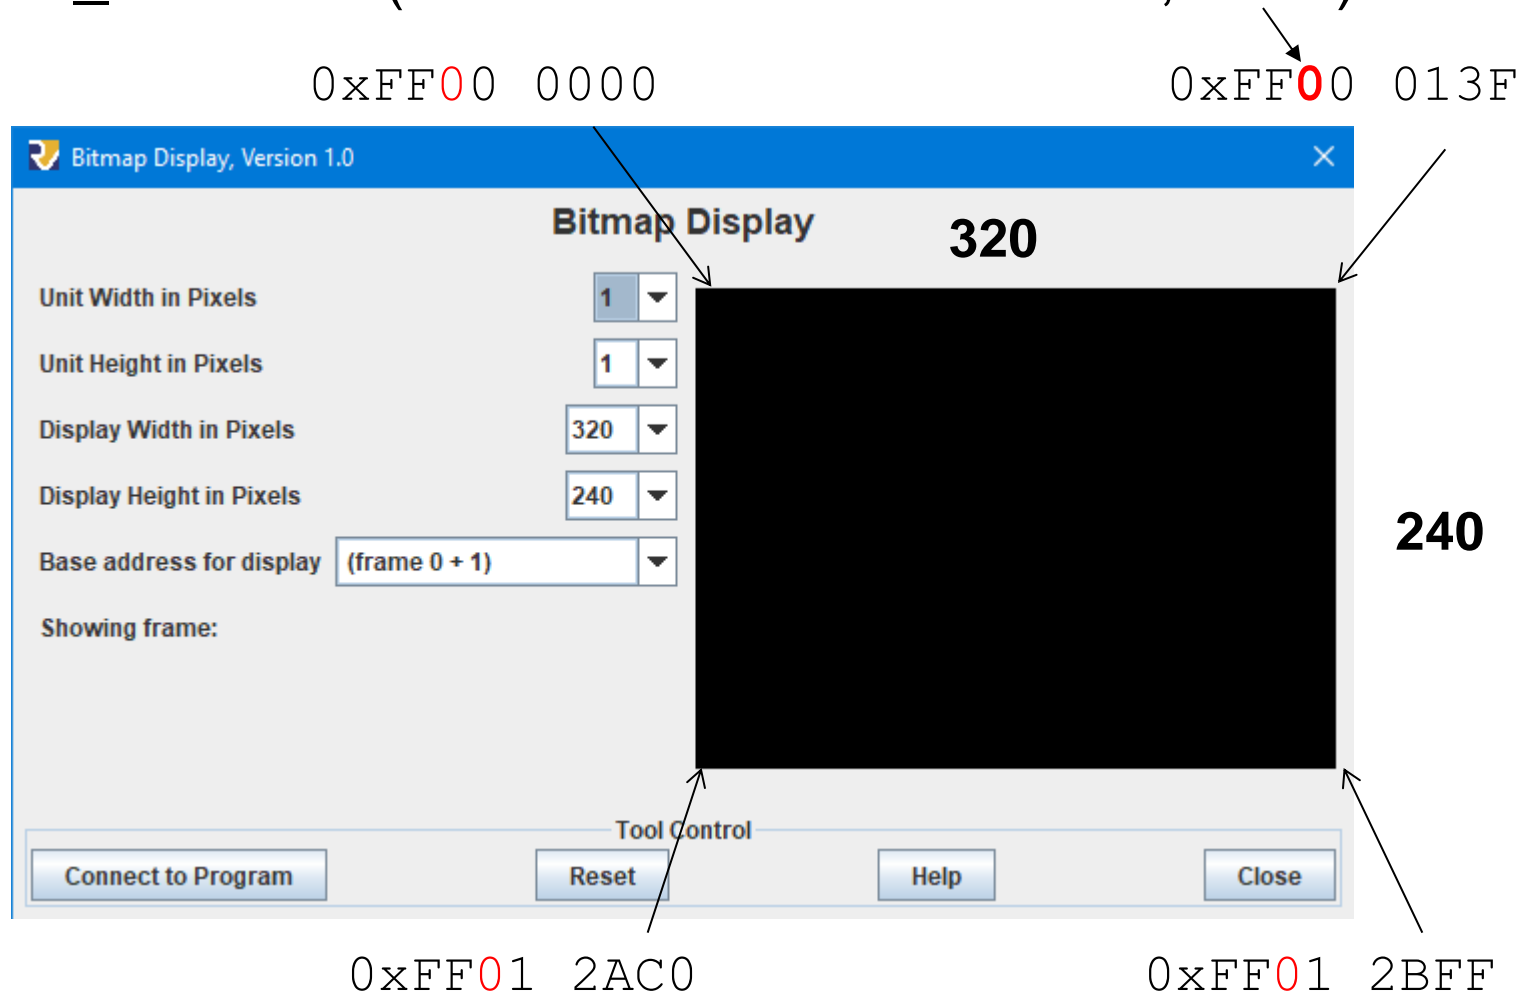 0xFF00 0000
0xFF00 013F
Bitmap Display, Version 1.0
Bitmap Display
320
Unit Width in Pixels 1
Unit Height in Pixels 1
Display Width in Pixels 320
Display Height in Pixels 240
240
Base address for display (frame 0 + 1)
Showing frame:
Tool Control
Connect to Program Reset Help Close
0xFF01 2AC0
0xFF01 2BFF